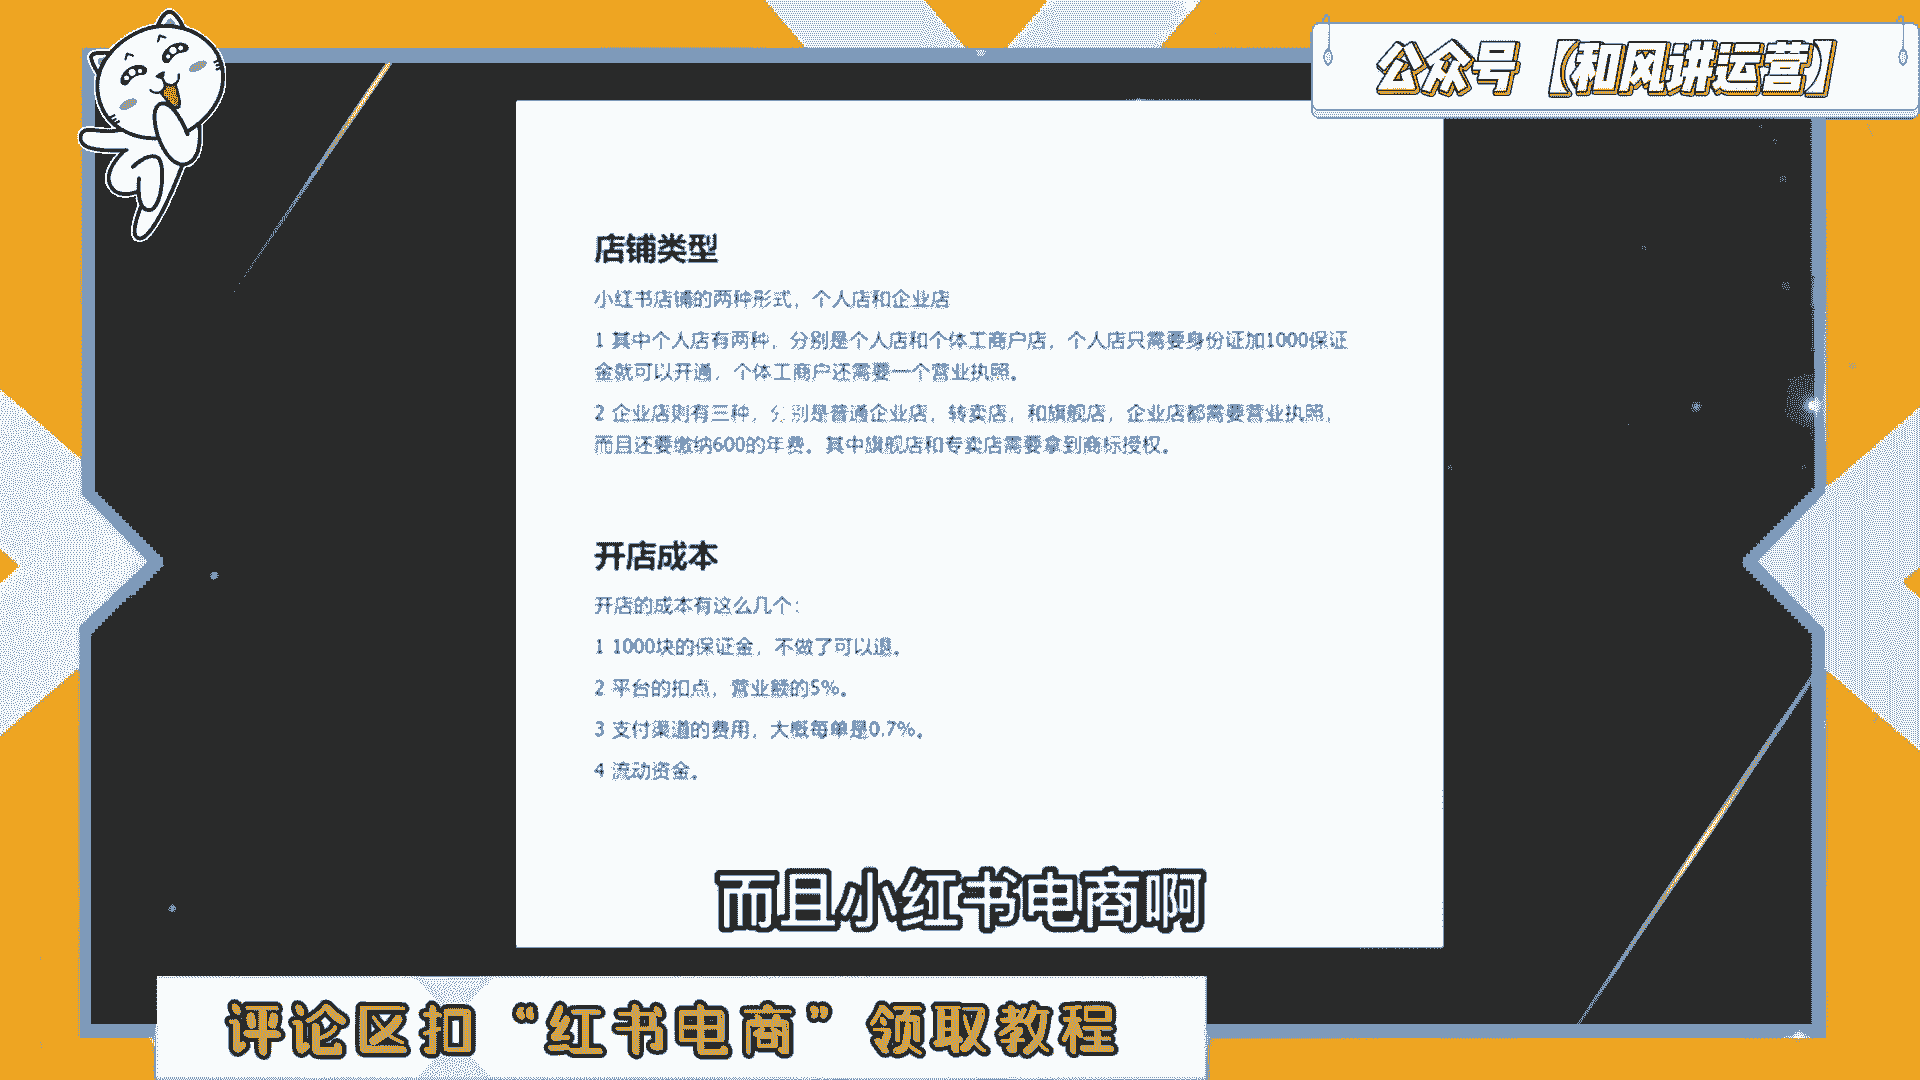 公众号【和风讲运营】
店铺类型
小红书店铺的两种形式，个人店和企业店
1 其中个人店有两种，分别是个人店和个体工商户店，个人店只需要身份证加1000保证
金就可以开通，个体工商户还需要一个营业执照。
2 企业店则有三种，分别是普通企业店，转卖店，和旗舰店，企业店都需要营业执照，
而且还要缴纳600的年费。其中旗舰店和专卖店需要拿到商标授权。
开店成本
开店的成本有这么几个：
1 1000块的保证金，不做了可以退。
2 平台的扣点，营业额的5%。
3 支付渠道的费用，大概每单是0.7%。
4 流动资金。
而且小红书电商啊
评论区扣“红书电商”领取教程